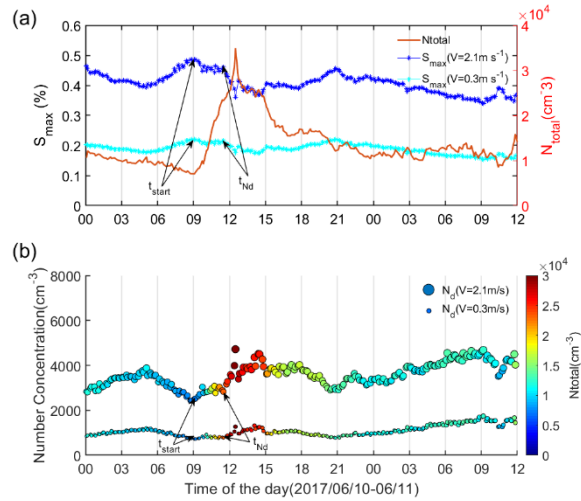 (a)
×10⁴
0.6
0.5
0.4
0.3
0.2
0.1
0
S_max (%)
4
3
2
1
0
N_total(cm⁻³)
Ntotal
S_max(V=2.1m s⁻¹)
S_max(V=0.3m s⁻¹)
t_start
t_Nd
00 03 06 09 12 15 18 21 00 03 06 09 12
(b)
×10⁴
8000
6000
4000
2000
0
Number Concentration(cm⁻³)
N_d(V=2.1m/s)
N_d(V=0.3m/s)
3
2.5
2
1.5
1
0.5
0
Ntotal(cm⁻³)
t_start
t_Nd
00 03 06 09 12 15 18 21 00 03 06 09 12
Time of the day(2017/06/10-06/11)